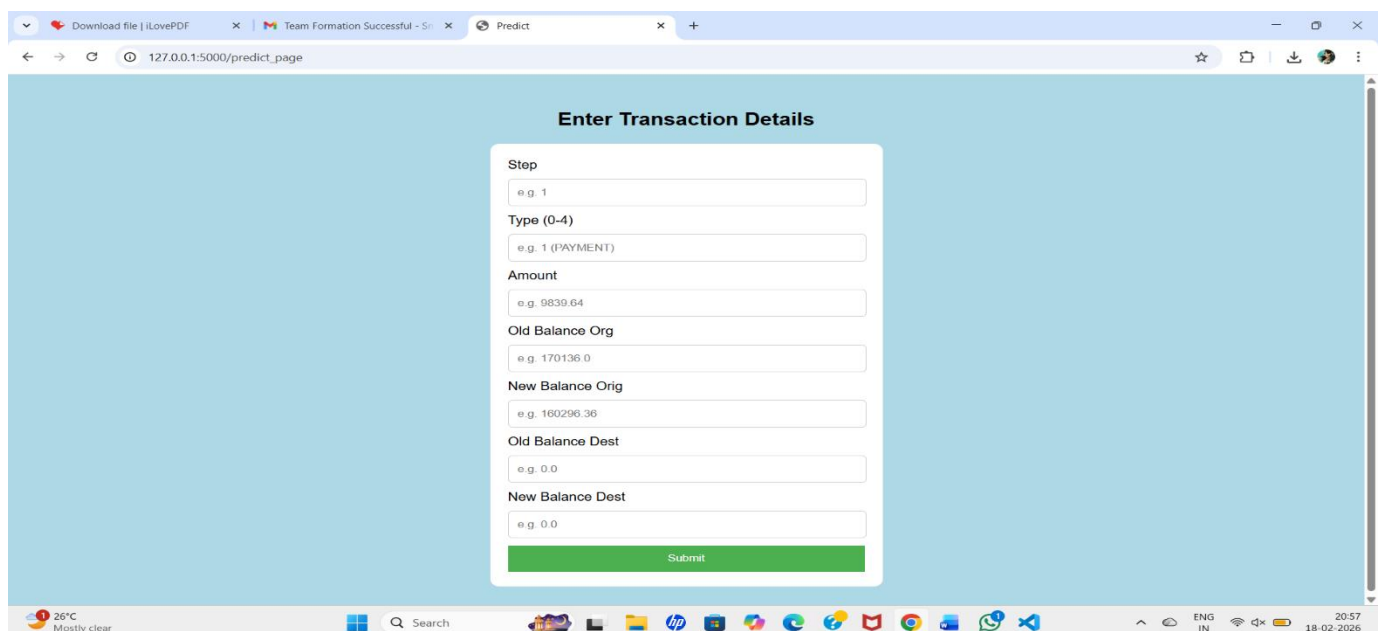 Download file | iLovePDF
Team Formation Successful - Sn
Predict
127.0.0.1:5000/predict_page
Enter Transaction Details
Step
e.g. 1
Type (0-4)
e.g. 1 (PAYMENT)
Amount
e.g. 9839.64
Old Balance Org
e.g. 170136.0
New Balance Orig
e.g. 160296.36
Old Balance Dest
e.g. 0.0
New Balance Dest
e.g. 0.0
Submit
1
26°C
Mostly clear
Search
hp
1
ENG
IN
20:57
18-02-2026